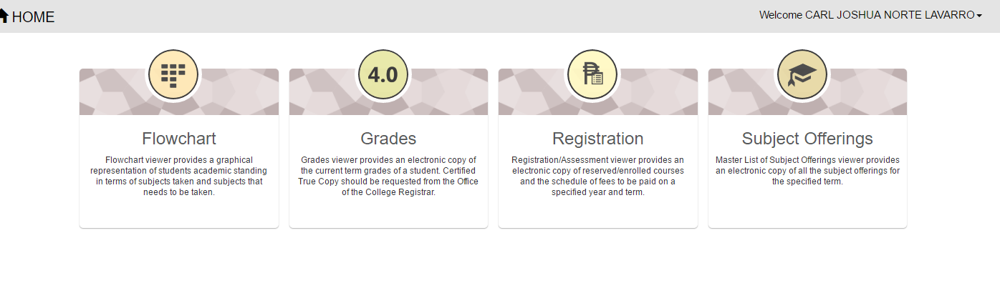 HOME
Welcome CARL JOSHUA NORTE LAVARRO
Flowchart
Flowchart viewer provides a graphical
representation of students academic standing
in terms of subjects taken and subjects that
needs to be taken.
4.0
Grades
Grades viewer provides an electronic copy of
the current term grades of a student. Certified
True Copy should be requested from the Office
of the College Registrar.
Registration
Registration/Assessment viewer provides an
electronic copy of reserved/enrolled courses
and the schedule of fees to be paid on a
specified year and term.
Subject Offerings
Master List of Subject Offerings viewer provides
an electronic copy of all the subject offerings for
the specified term.